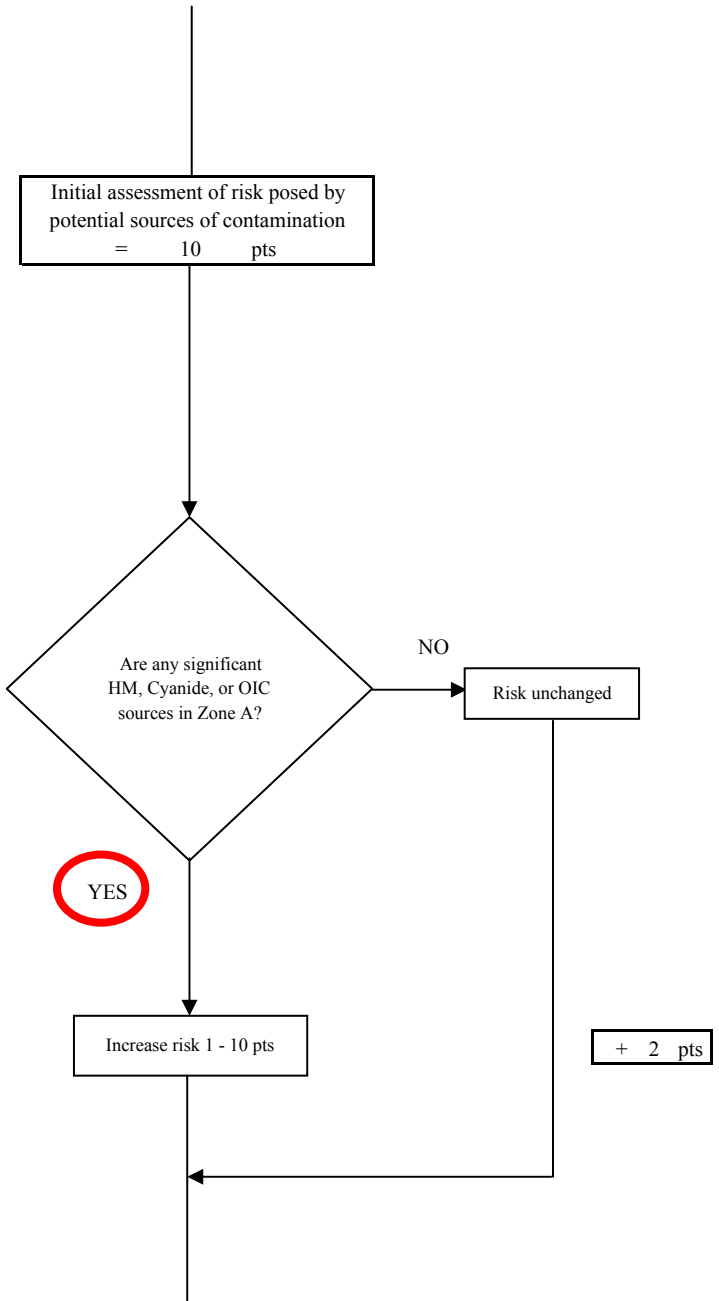 Initial assessment of risk posed by
potential sources of contamination
= 10 pts
Are any significant
HM, Cyanide, or OIC
sources in Zone A?
NO
Risk unchanged
YES
Increase risk 1 - 10 pts
+ 2 pts